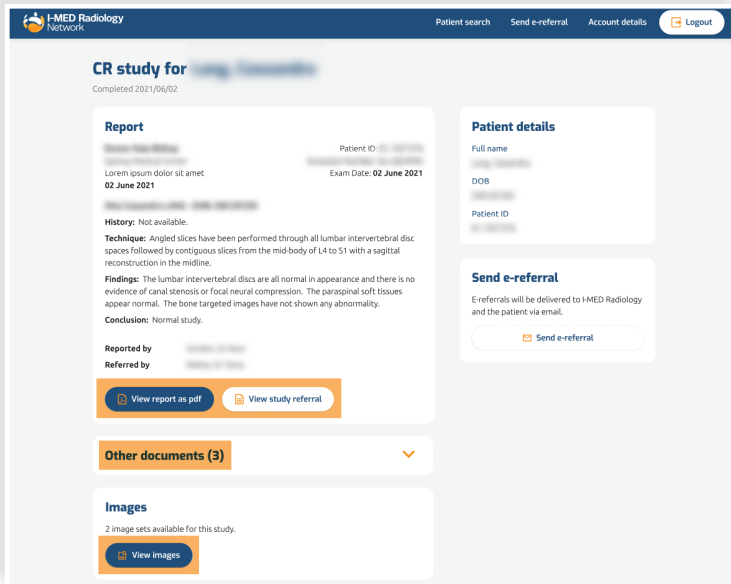 I-MED Radiology
Network
Patient search
Send e-referral
Account details
Logout
CR study for
Completed 2021/06/02
Report
Patient ID:
Lorem ipsum dolor sit amet
Exam Date: 02 June 2021
02 June 2021
History: Not available.
Technique: Angled slices have been performed through all lumbar intervertebral disc
spaces followed by contiguous slices from the mid-body of L4 to S1 with a sagittal
reconstruction in the midline.
Findings: The lumbar intervertebral discs are all normal in appearance and there is no
evidence of canal stenosis or focal neural compression. The paraspinal soft tissues
appear normal. The bone targeted images have not shown any abnormality.
Conclusion: Normal study.
Reported by
Referred by
View report as pdf
View study referral
Other documents (3)
Images
2 image sets available for this study.
View images
Patient details
Full name
DOB
Patient ID
Send e-referral
E-referrals will be delivered to I-MED Radiology
and the patient via email.
Send e-referral